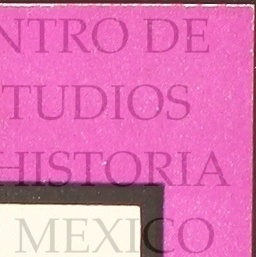 NTRO DE
TUDIOS
HISTORIA
MEXICO